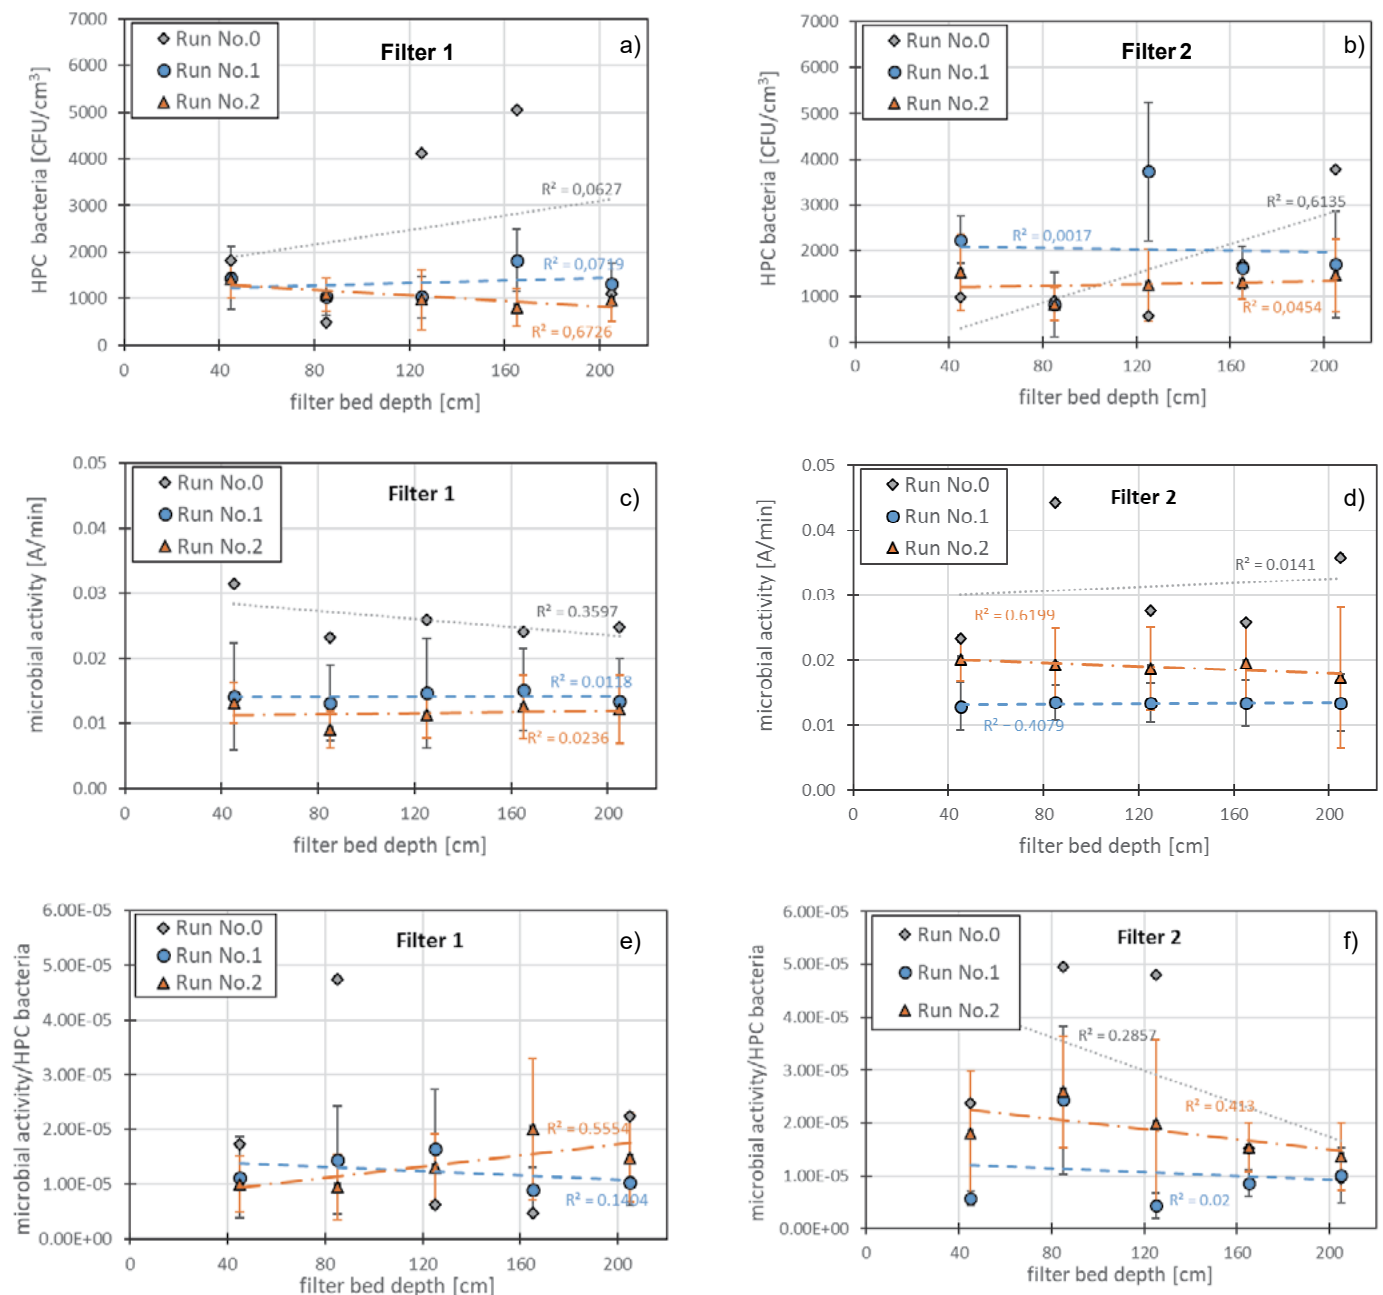 7000
6000
5000
4000
3000
2000
1000
0
HPC bacteria [CFU/cm³]
Run No.0
Run No.1
Run No.2
Filter 1
a)
R² = 0,0627
R² = 0,0719
R² = 0,6726
0 40 80 120 160 200
filter bed depth [cm]
7000
6000
5000
4000
3000
2000
1000
0
HPC bacteria [CFU/cm³]
Run No.0
Run No.1
Run No.2
Filter 2
b)
R² = 0,6135
R² = 0,0017
R² = 0,0454
0 40 80 120 160 200
filter bed depth [cm]
0.05
0.04
0.03
0.02
0.01
0.00
microbial activity [A/min]
Run No.0
Run No.1
Run No.2
Filter 1
c)
R² = 0.3597
R² = 0.0118
R² = 0.0236
0 40 80 120 160 200
filter bed depth [cm]
0.05
0.04
0.03
0.02
0.01
0.00
microbial activity [A/min]
Run No.0
Run No.1
Run No.2
Filter 2
d)
R² = 0.0141
R² = 0.6199
R² = 0.4079
0 40 80 120 160 200
filter bed depth [cm]
6.00E-05
5.00E-05
4.00E-05
3.00E-05
2.00E-05
1.00E-05
0.00E+00
microbial activity/HPC bacteria
Run No.0
Run No.1
Run No.2
Filter 1
e)
R² = 0.5554
R² = 0.1404
0 40 80 120 160 200
filter bed depth [cm]
6.00E-05
5.00E-05
4.00E-05
3.00E-05
2.00E-05
1.00E-05
0.00E+00
microbial activity/HPC bacteria
Run No.0
Run No.1
Run No.2
Filter 2
f)
R² = 0.2857
R² = 0.413
R² = 0.02
0 40 80 120 160 200
filter bed depth [cm]